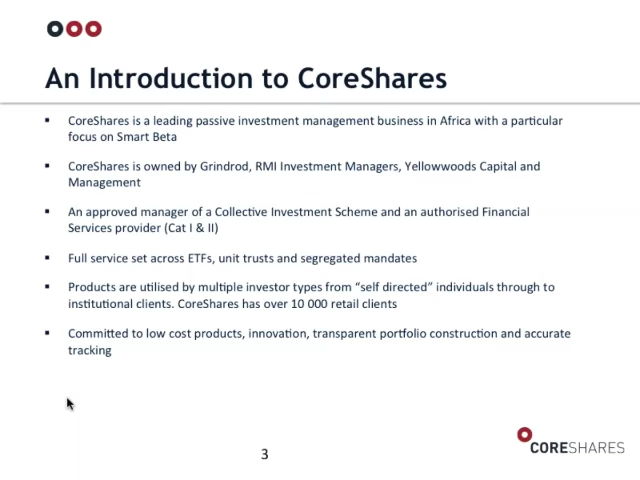 An Introduction to CoreShares
▪ CoreShares is a leading passive investment management business in Africa with a particular
focus on Smart Beta
▪ CoreShares is owned by Grindrod, RMI Investment Managers, Yellowwoods Capital and
Management
▪ An approved manager of a Collective Investment Scheme and an authorised Financial
Services provider (Cat I & II)
▪ Full service set across ETFs, unit trusts and segregated mandates
▪ Products are utilised by multiple investor types from “self directed” individuals through to
institutional clients. CoreShares has over 10 000 retail clients
▪ Committed to low cost products, innovation, transparent portfolio construction and accurate
tracking
3
CORESHARES